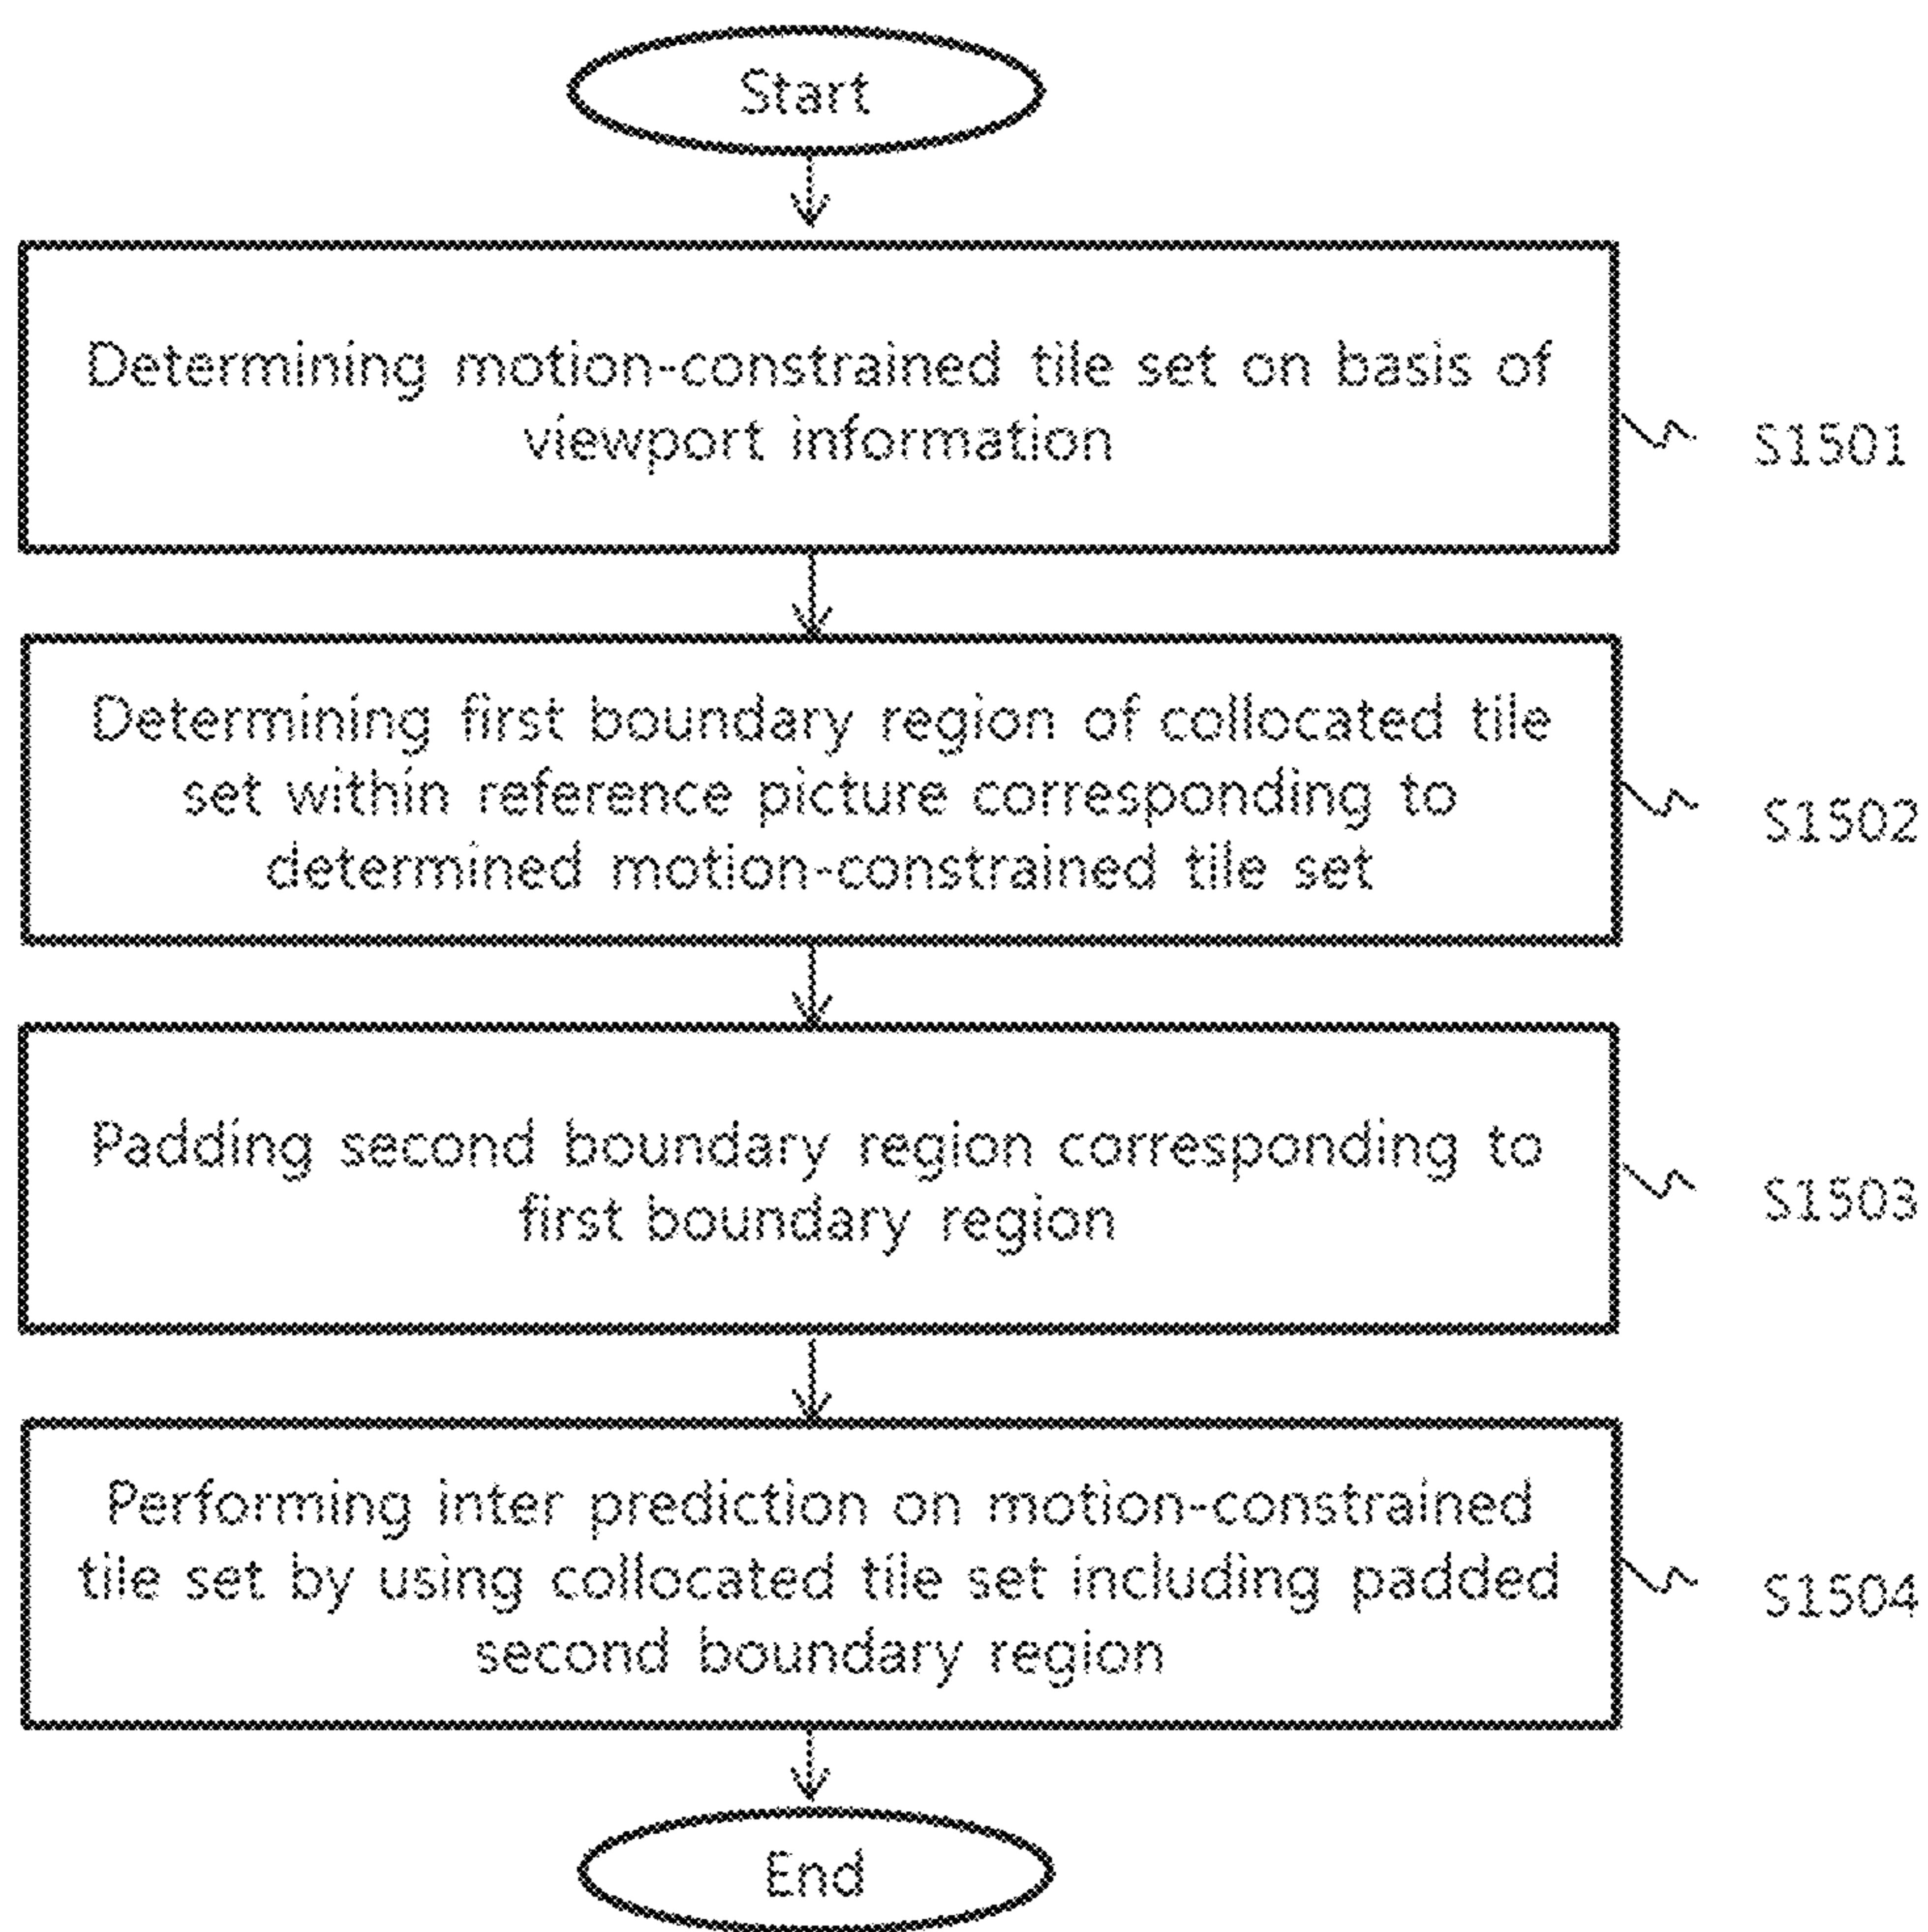 Start
Determining motion-constrained tile set on basis of
viewport information
S1501
Determining first boundary region of collocated tile
set within reference picture corresponding to
determined motion-constrained tile set
S1502
Padding second boundary region corresponding to
first boundary region
S1503
Performing inter prediction on motion-constrained
tile set by using collocated tile set including padded
second boundary region
S1504
End